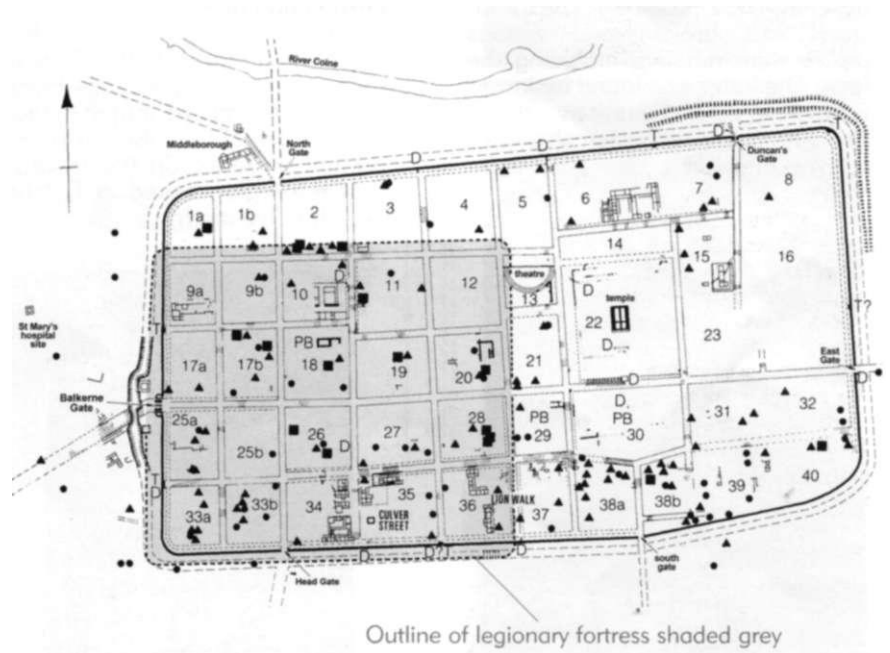 River Colne
Middleborough
North
Gate
Duncan's
Gate
D
T
D
T
D
1a
1b
2
3
4
5
6
7
8
14
15
16
theatre
13
9a
9b
10
D
11
12
D
22
temple
D
23
T?
St Mary's
hospital
site
17a
17b
PB
18
19
20
21
East
Gate
D
D
Balkerne
Gate
25a
25b
26
D
27
28
PB
29
D
PB
30
31
32
T
D
33a
33b
34
35
36
LION WALK
37
38a
38b
39
40
CULVER
STREET
D
D?
D
Head Gate
south
gate
Outline of legionary fortress shaded grey